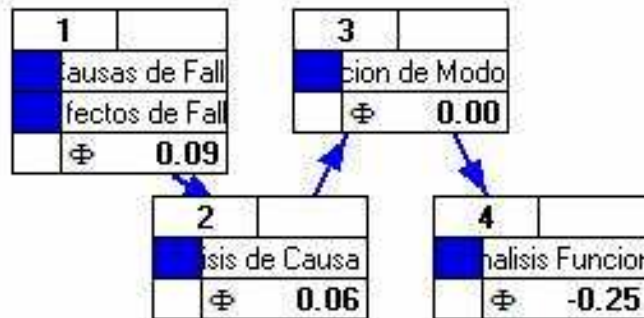 1
ausas de Fall
fectos de Fall
Φ 0.09
3
cion de Modo
Φ 0.00
2
isis de Causa
Φ 0.06
4
nalisis Funcion
Φ -0.25